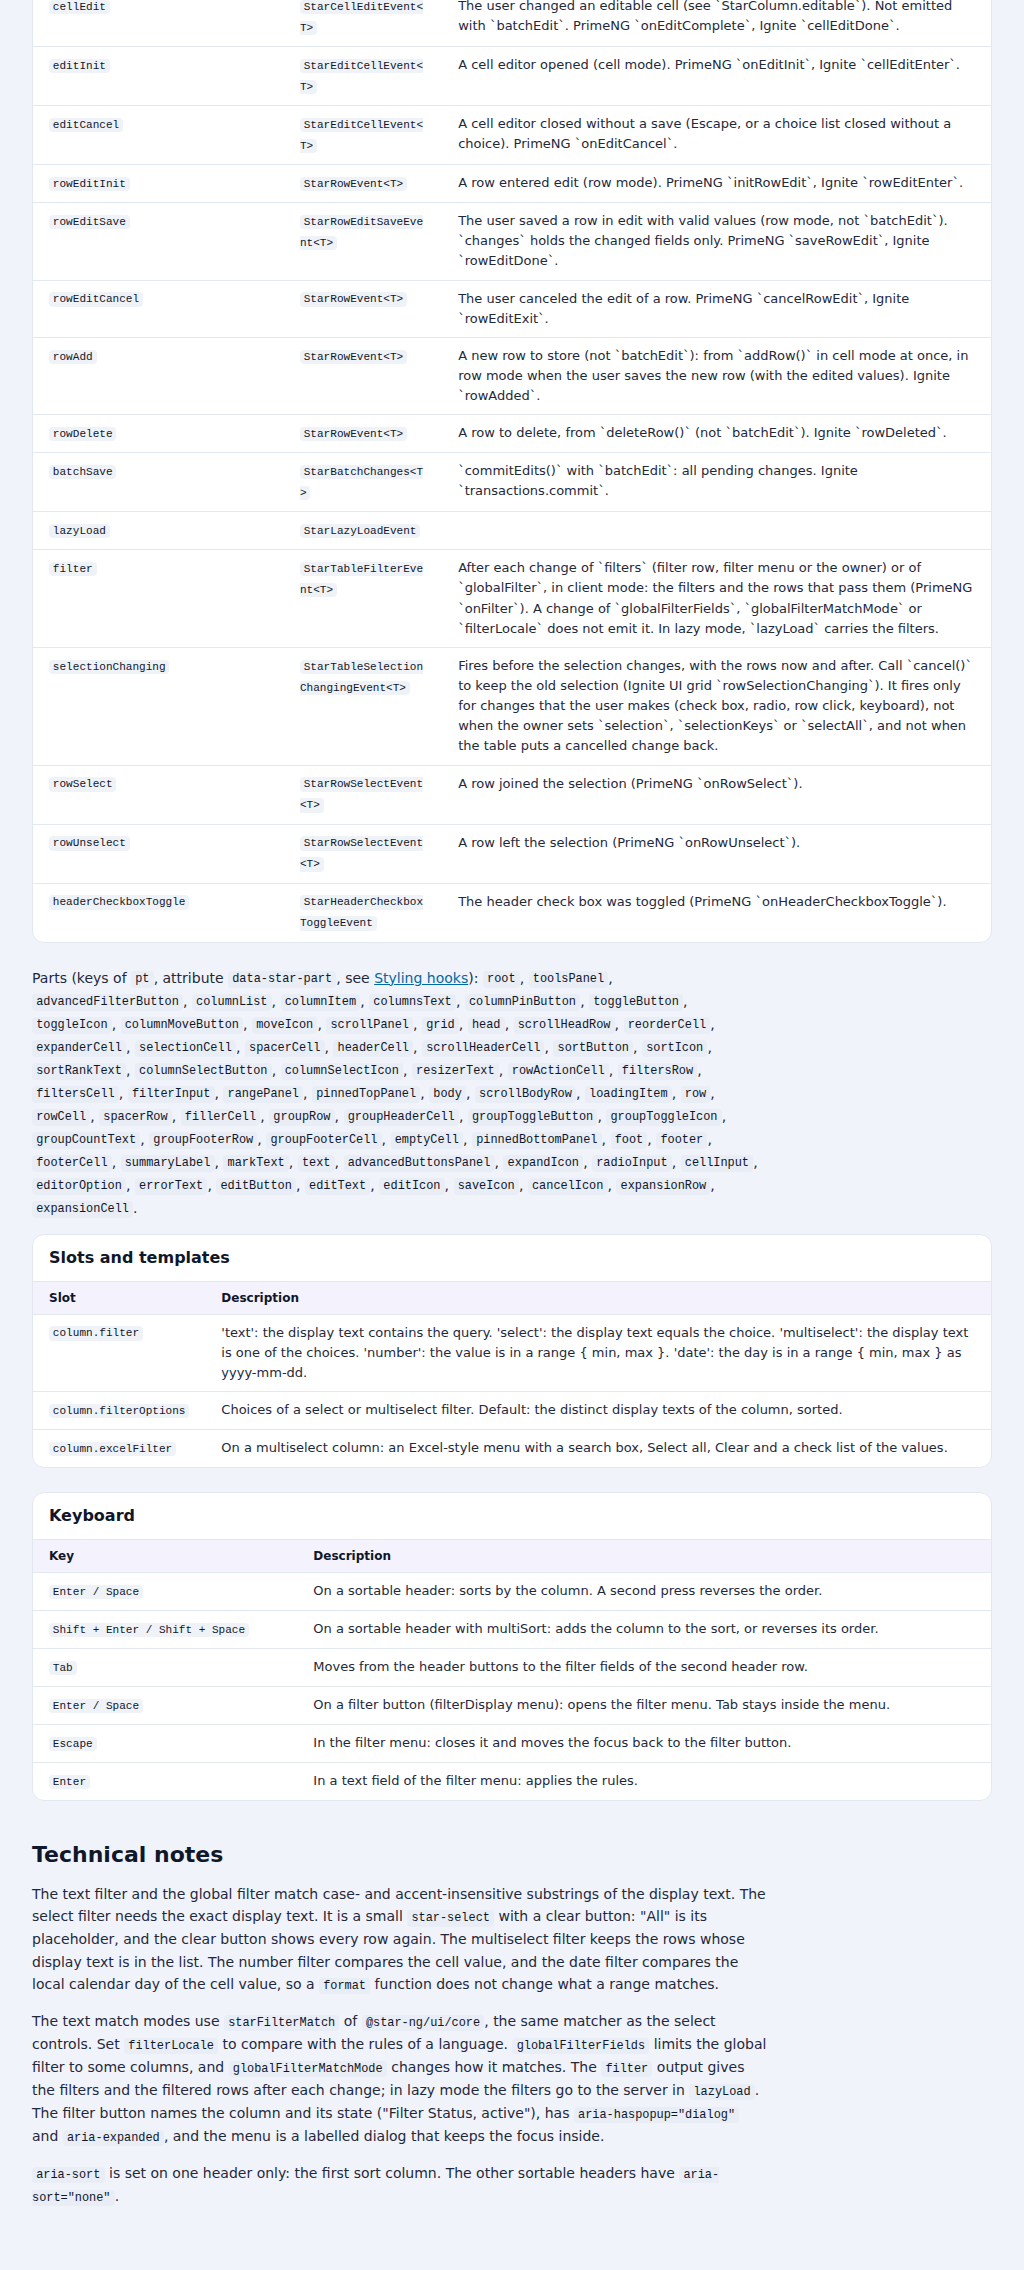 cellEdit StarCellEditEvent< The user changed an editable cell (see `StarColumn.editable`). Not emitted
T> with `batchEdit`. PrimeNG `onEditComplete`, Ignite `cellEditDone`.
editInit StarEditCellEvent< A cell editor opened (cell mode). PrimeNG `onEditInit`, Ignite `cellEditEnter`.
T>
editCancel StarEditCellEvent< A cell editor closed without a save (Escape, or a choice list closed without a
T> choice). PrimeNG `onEditCancel`.
rowEditInit StarRowEvent<T> A row entered edit (row mode). PrimeNG `initRowEdit`, Ignite `rowEditEnter`.
rowEditSave StarRowEditSaveEve The user saved a row in edit with valid values (row mode, not `batchEdit`).
nt<T> `changes` holds the changed fields only. PrimeNG `saveRowEdit`, Ignite
`rowEditDone`.
rowEditCancel StarRowEvent<T> The user canceled the edit of a row. PrimeNG `cancelRowEdit`, Ignite
`rowEditExit`.
rowAdd StarRowEvent<T> A new row to store (not `batchEdit`): from `addRow()` in cell mode at once, in
row mode when the user saves the new row (with the edited values). Ignite
`rowAdded`.
rowDelete StarRowEvent<T> A row to delete, from `deleteRow()` (not `batchEdit`). Ignite `rowDeleted`.
batchSave StarBatchChanges<T `commitEdits()` with `batchEdit`: all pending changes. Ignite
> `transactions.commit`.
lazyLoad StarLazyLoadEvent
filter StarTableFilterEve After each change of `filters` (filter row, filter menu or the owner) or of
nt<T> `globalFilter`, in client mode: the filters and the rows that pass them (PrimeNG
`onFilter`). A change of `globalFilterFields`, `globalFilterMatchMode` or
`filterLocale` does not emit it. In lazy mode, `lazyLoad` carries the filters.
selectionChanging StarTableSelection Fires before the selection changes, with the rows now and after. Call `cancel()`
ChangingEvent<T> to keep the old selection (Ignite UI grid `rowSelectionChanging`). It fires only
for changes that the user makes (check box, radio, row click, keyboard), not
when the owner sets `selection`, `selectionKeys` or `selectAll`, and not when
the table puts a cancelled change back.
rowSelect StarRowSelectEvent A row joined the selection (PrimeNG `onRowSelect`).
<T>
rowUnselect StarRowSelectEvent A row left the selection (PrimeNG `onRowUnselect`).
<T>
headerCheckboxToggle StarHeaderCheckbox The header check box was toggled (PrimeNG `onHeaderCheckboxToggle`).
ToggleEvent
Parts (keys of pt, attribute data-star-part, see Styling hooks): root, toolsPanel,
advancedFilterButton, columnList, columnItem, columnsText, columnPinButton, toggleButton,
toggleIcon, columnMoveButton, moveIcon, scrollPanel, grid, head, scrollHeadRow, reorderCell,
expanderCell, selectionCell, spacerCell, headerCell, scrollHeaderCell, sortButton, sortIcon,
sortRankText, columnSelectButton, columnSelectIcon, resizerText, rowActionCell, filtersRow,
filtersCell, filterInput, rangePanel, pinnedTopPanel, body, scrollBodyRow, loadingItem, row,
rowCell, spacerRow, fillerCell, groupRow, groupHeaderCell, groupToggleButton, groupToggleIcon,
groupCountText, groupFooterRow, groupFooterCell, emptyCell, pinnedBottomPanel, foot, footer,
footerCell, summaryLabel, markText, text, advancedButtonsPanel, expandIcon, radioInput, cellInput,
editorOption, errorText, editButton, editText, editIcon, saveIcon, cancelIcon, expansionRow,
expansionCell.
Slots and templates
Slot Description
column.filter 'text': the display text contains the query. 'select': the display text equals the choice. 'multiselect': the display text
is one of the choices. 'number': the value is in a range { min, max }. 'date': the day is in a range { min, max } as
yyyy-mm-dd.
column.filterOptions Choices of a select or multiselect filter. Default: the distinct display texts of the column, sorted.
column.excelFilter On a multiselect column: an Excel-style menu with a search box, Select all, Clear and a check list of the values.
Keyboard
Key Description
Enter / Space On a sortable header: sorts by the column. A second press reverses the order.
Shift + Enter / Shift + Space On a sortable header with multiSort: adds the column to the sort, or reverses its order.
Tab Moves from the header buttons to the filter fields of the second header row.
Enter / Space On a filter button (filterDisplay menu): opens the filter menu. Tab stays inside the menu.
Escape In the filter menu: closes it and moves the focus back to the filter button.
Enter In a text field of the filter menu: applies the rules.
Technical notes
The text filter and the global filter match case- and accent-insensitive substrings of the display text. The
select filter needs the exact display text. It is a small star-select with a clear button: "All" is its
placeholder, and the clear button shows every row again. The multiselect filter keeps the rows whose
display text is in the list. The number filter compares the cell value, and the date filter compares the
local calendar day of the cell value, so a format function does not change what a range matches.
The text match modes use starFilterMatch of @star-ng/ui/core, the same matcher as the select
controls. Set filterLocale to compare with the rules of a language. globalFilterFields limits the global
filter to some columns, and globalFilterMatchMode changes how it matches. The filter output gives
the filters and the filtered rows after each change; in lazy mode the filters go to the server in lazyLoad.
The filter button names the column and its state ("Filter Status, active"), has aria-haspopup="dialog"
and aria-expanded, and the menu is a labelled dialog that keeps the focus inside.
aria-sort is set on one header only: the first sort column. The other sortable headers have aria-
sort="none".